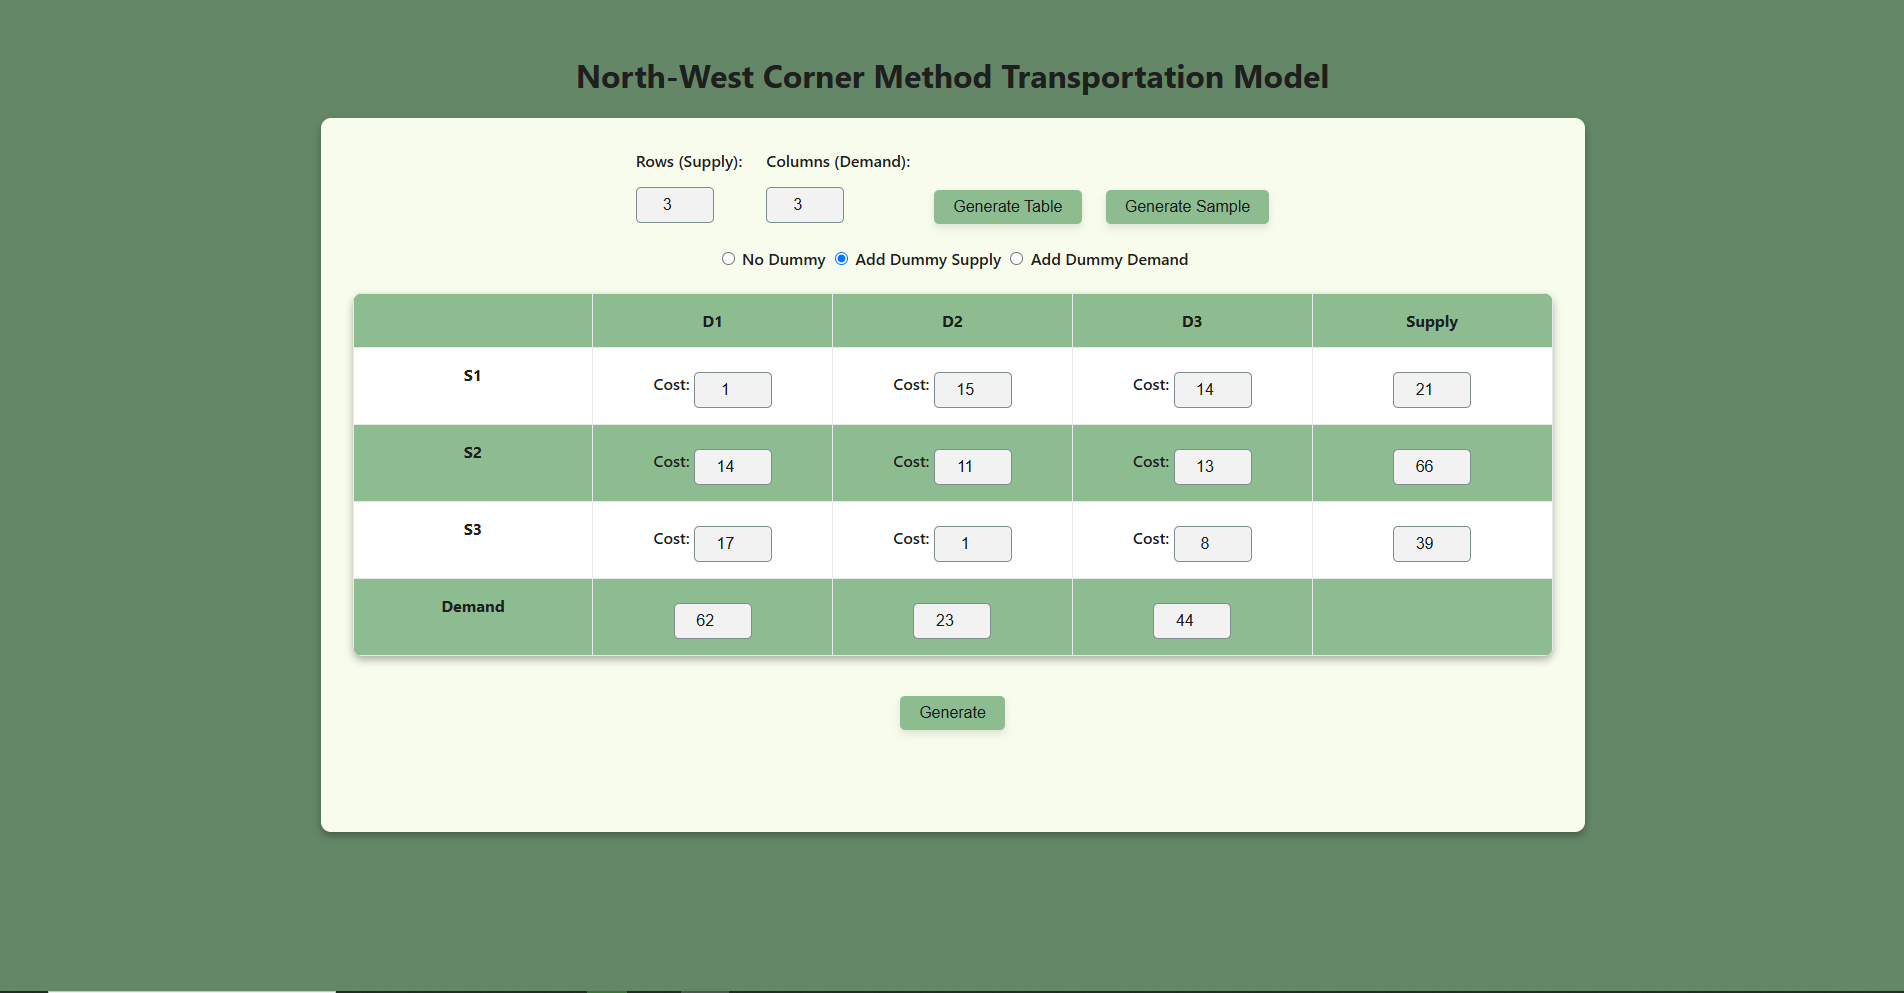 North-West Corner Method Transportation Model
Rows (Supply): Columns (Demand):
3 3 Generate Table Generate Sample
No Dummy Add Dummy Supply Add Dummy Demand
D1 D2 D3 Supply
S1 Cost: 1 Cost: 15 Cost: 14 21
S2 Cost: 14 Cost: 11 Cost: 13 66
S3 Cost: 17 Cost: 1 Cost: 8 39
Demand 62 23 44
Generate